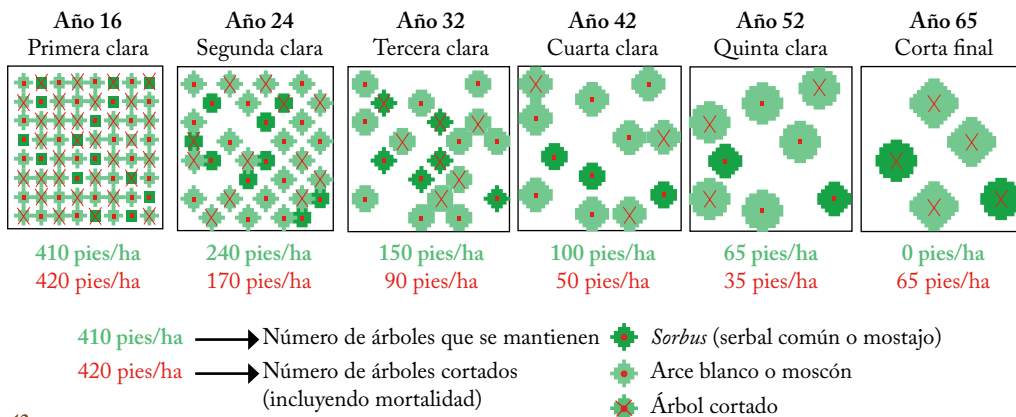 Año 16
Primera clara
Año 24
Segunda clara
Año 32
Tercera clara
Año 42
Cuarta clara
Año 52
Quinta clara
Año 65
Corta final
410 pies/ha
420 pies/ha
240 pies/ha
170 pies/ha
150 pies/ha
90 pies/ha
100 pies/ha
50 pies/ha
65 pies/ha
35 pies/ha
0 pies/ha
65 pies/ha
410 pies/ha Número de árboles que se mantienen
420 pies/ha Número de árboles cortados
(incluyendo mortalidad)
Sorbus (serbal común o mostajo)
Arce blanco o moscón
Árbol cortado